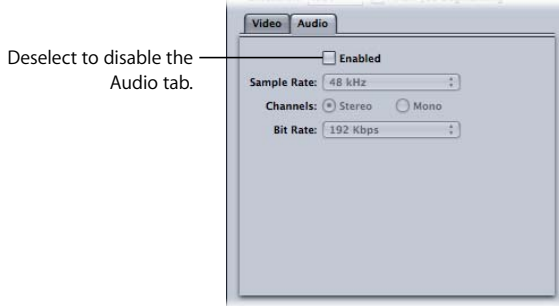 Video Audio
Deselect to disable the
Audio tab.
Enabled
Sample Rate: 48 kHz
Channels: Stereo Mono
Bit Rate: 192 Kbps